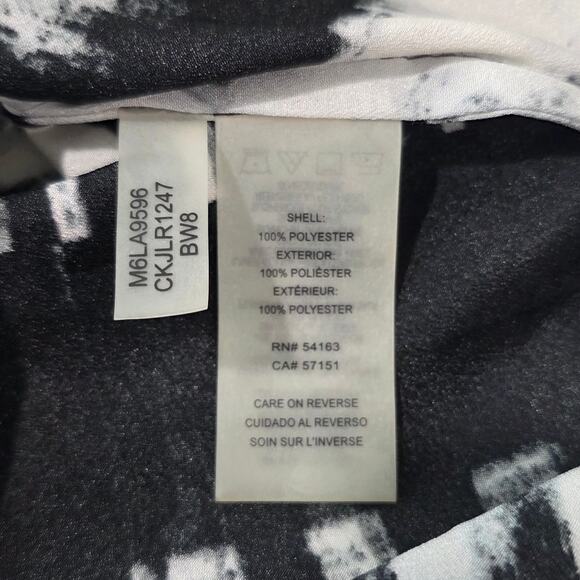 M6LA9596
CKJLR1247
BW8
SHELL:
100% POLYESTER
EXTERIOR:
100% POLIÉSTER
EXTÉRIEUR:
100% POLYESTER
RN# 54163
CA# 57151
CARE ON REVERSE
CUIDADO AL REVERSO
SOIN SUR L'INVERSE